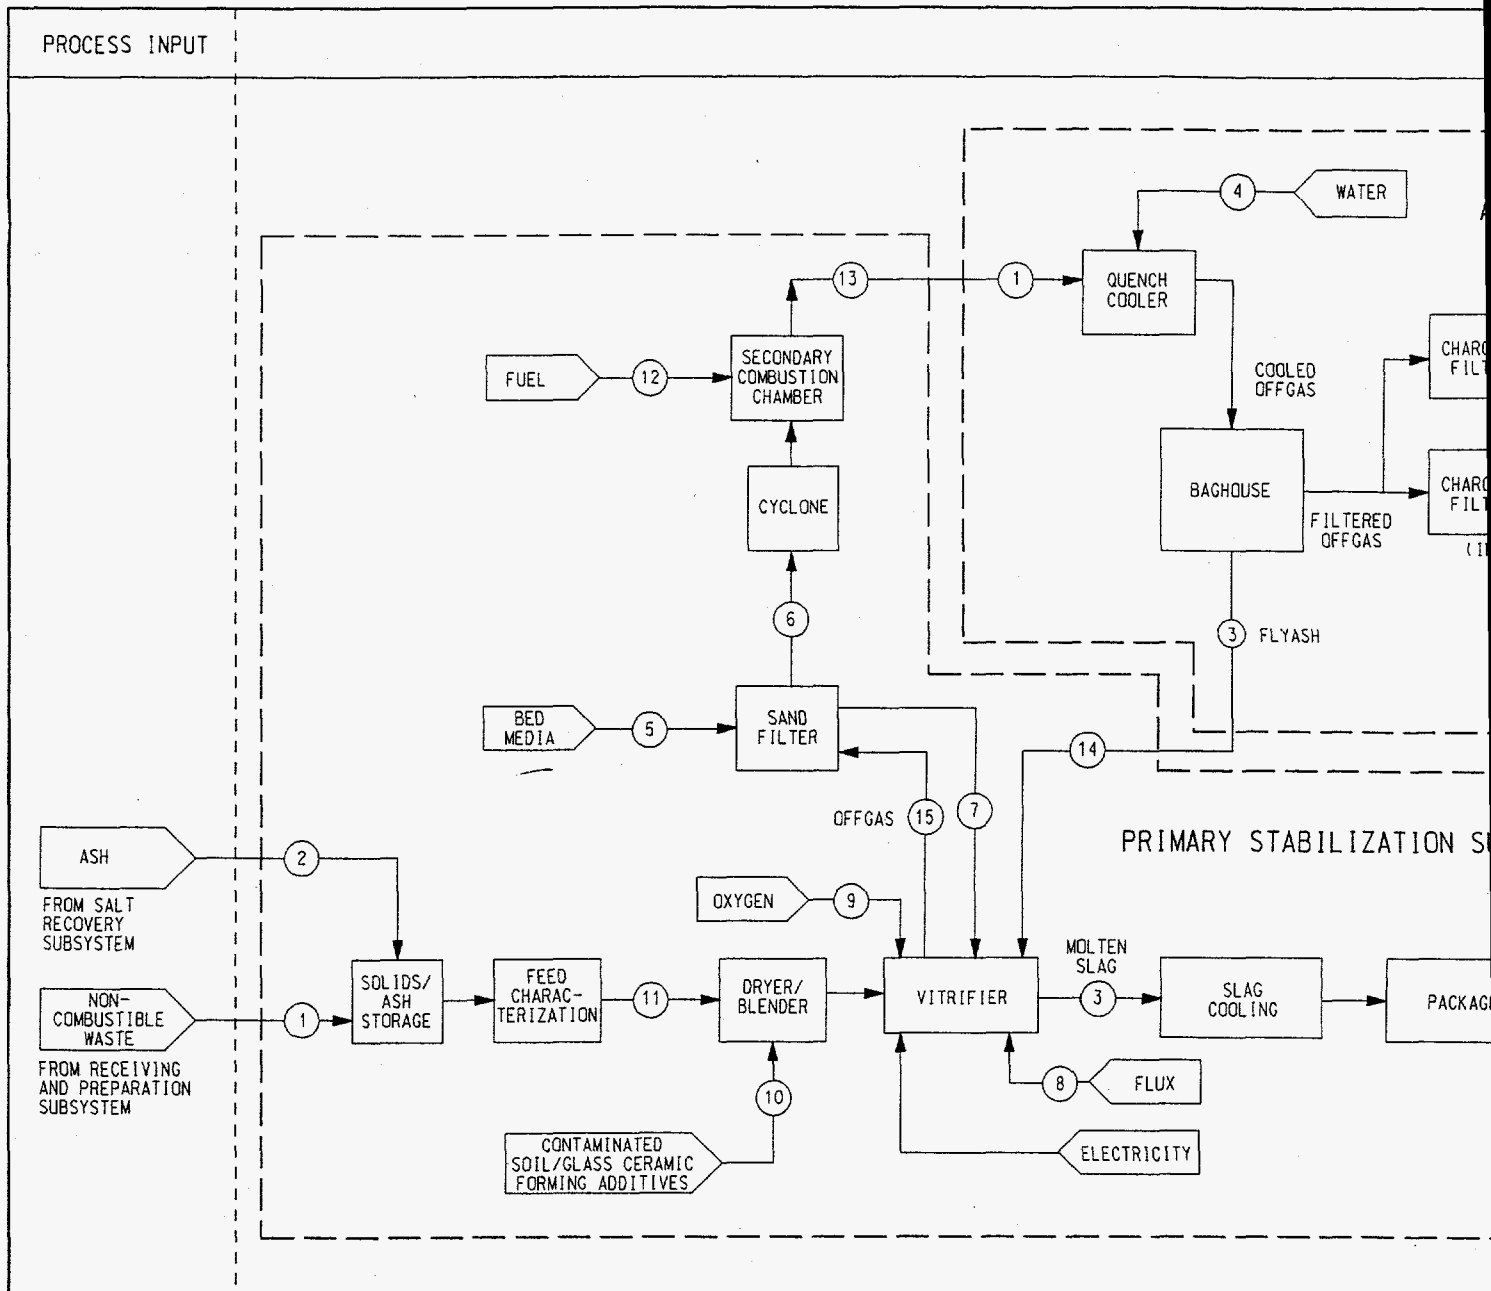 PROCESS INPUT
4
WATER
13
1
QUENCH
COOLER
SECONDARY
COMBUSTION
CHAMBER
FUEL
12
COOLED
OFFGAS
BAGHOUSE
FILTERED
OFFGAS
CYCLONE
6
3
FLYASH
BED
MEDIA
5
SAND
FILTER
14
OFFGAS
15
7
PRIMARY STABILIZATION
ASH
2
FROM SALT
RECOVERY
SUBSYSTEM
OXYGEN
9
MOLTEN
SLAG
3
SOLIDS/
ASH
STORAGE
FEED
CHARAC-
TERIZATION
11
DRYER/
BLENDER
VITRIFIER
SLAG
COOLING
PACKAG
NON-
COMBUSTIBLE
WASTE
1
FROM RECEIVING
AND PREPARATION
SUBSYSTEM
10
8
FLUX
CONTAMINATED
SOIL/GLASS CERAMIC
FORMING ADDITIVES
ELECTRICITY